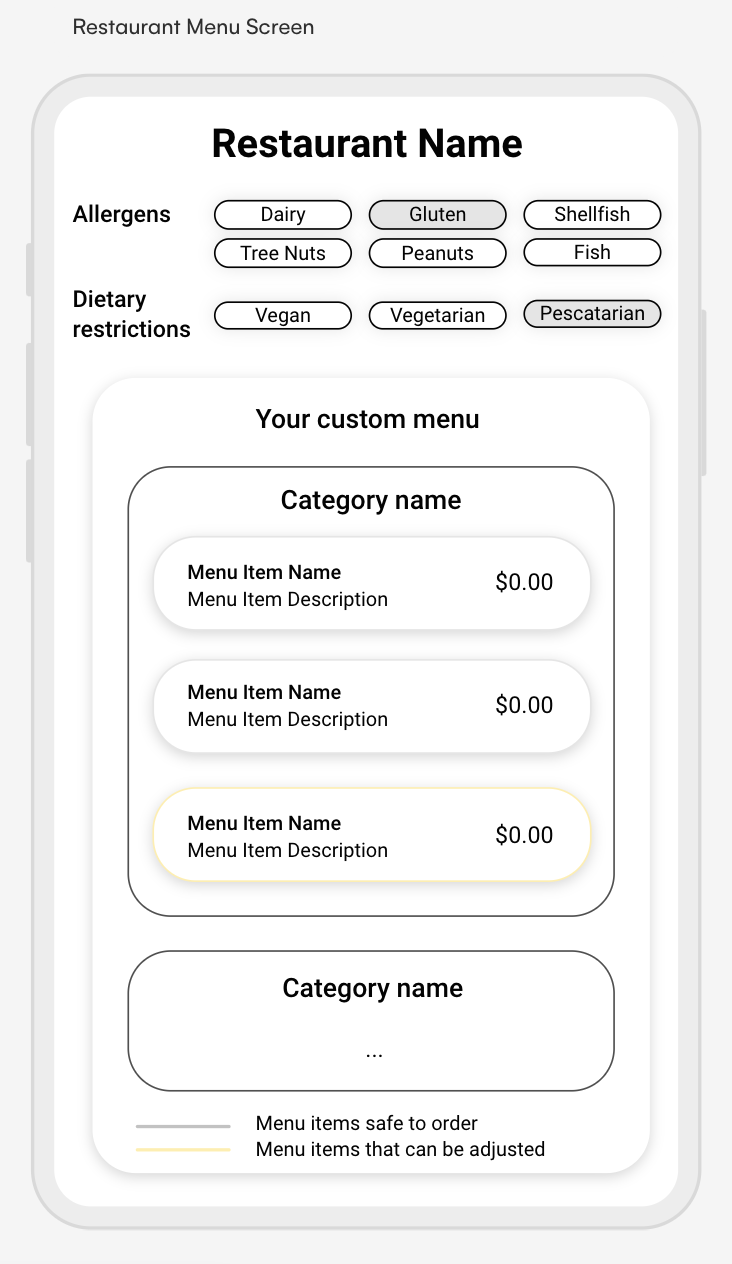 Restaurant Menu Screen
Restaurant Name
Allergens
Dairy
Gluten
Shellfish
Tree Nuts
Peanuts
Fish
Dietary
restrictions
Vegan
Vegetarian
Pescatarian
Your custom menu
Category name
Menu Item Name
Menu Item Description
$0.00
Menu Item Name
Menu Item Description
$0.00
Menu Item Name
Menu Item Description
$0.00
Category name
...
Menu items safe to order
Menu items that can be adjusted